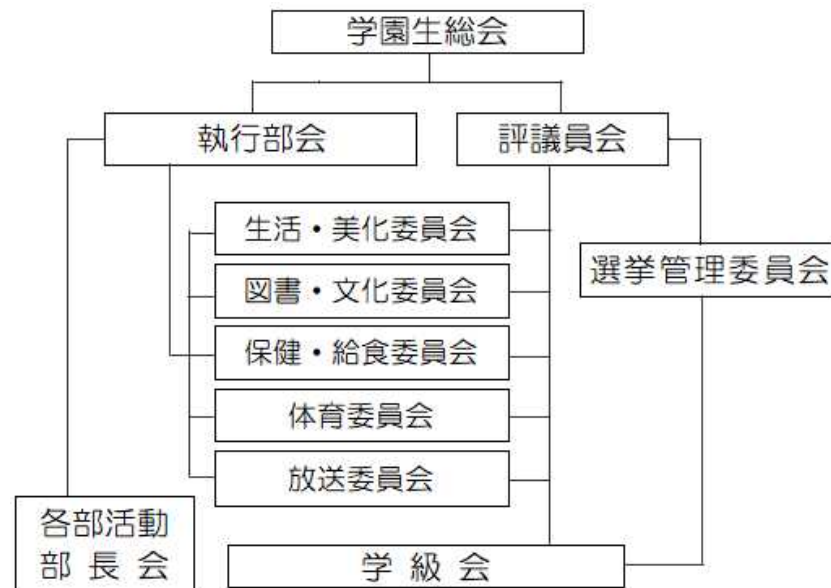 学園生総会
執行部会
評議員会
生活・美化委員会
選挙管理委員会
図書・文化委員会
保健・給食委員会
体育委員会
放送委員会
各部活動
部長会
学級会